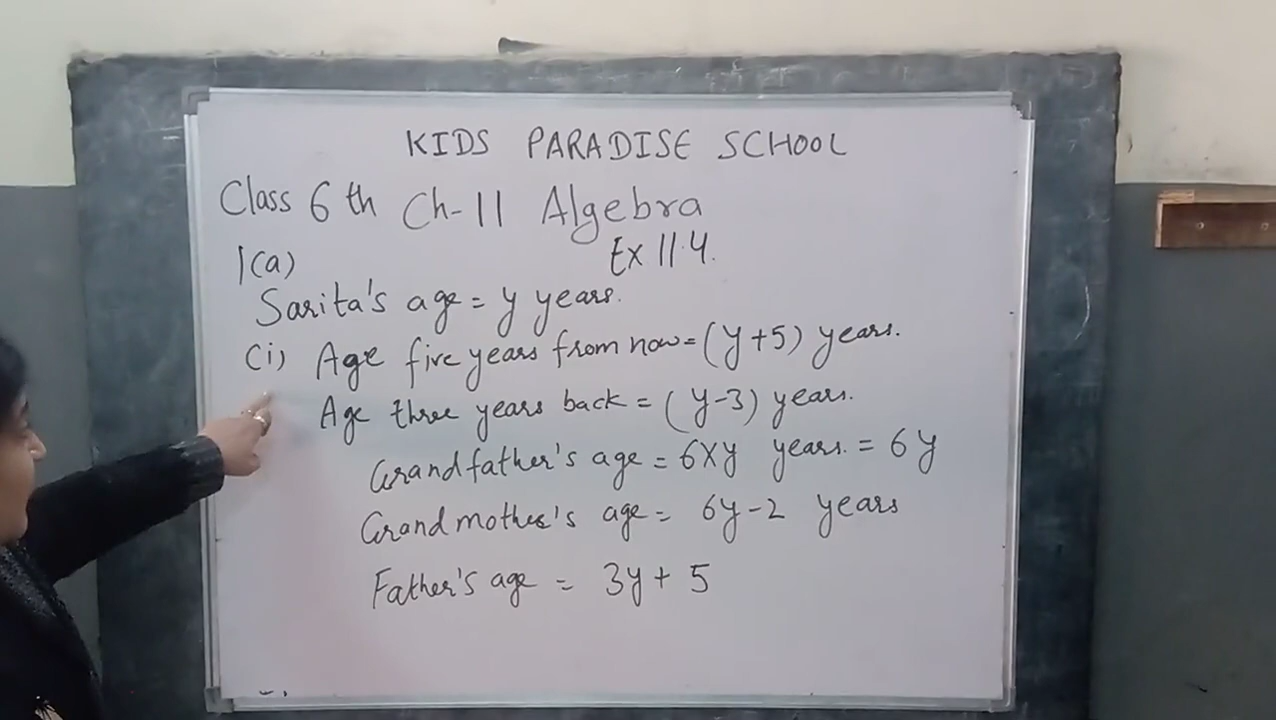 KIDS PARADISE SCHOOL
Class 6th Ch-11 Algebra
Ex 11.4.
1(a)
Sarita's age = y years.
(i) Age five years from now = (y+5) years.
Age three years back = (y-3) years.
Grandfather's age = 6xy years. = 6y
Grandmother's age = 6y-2 years
Father's age = 3y + 5